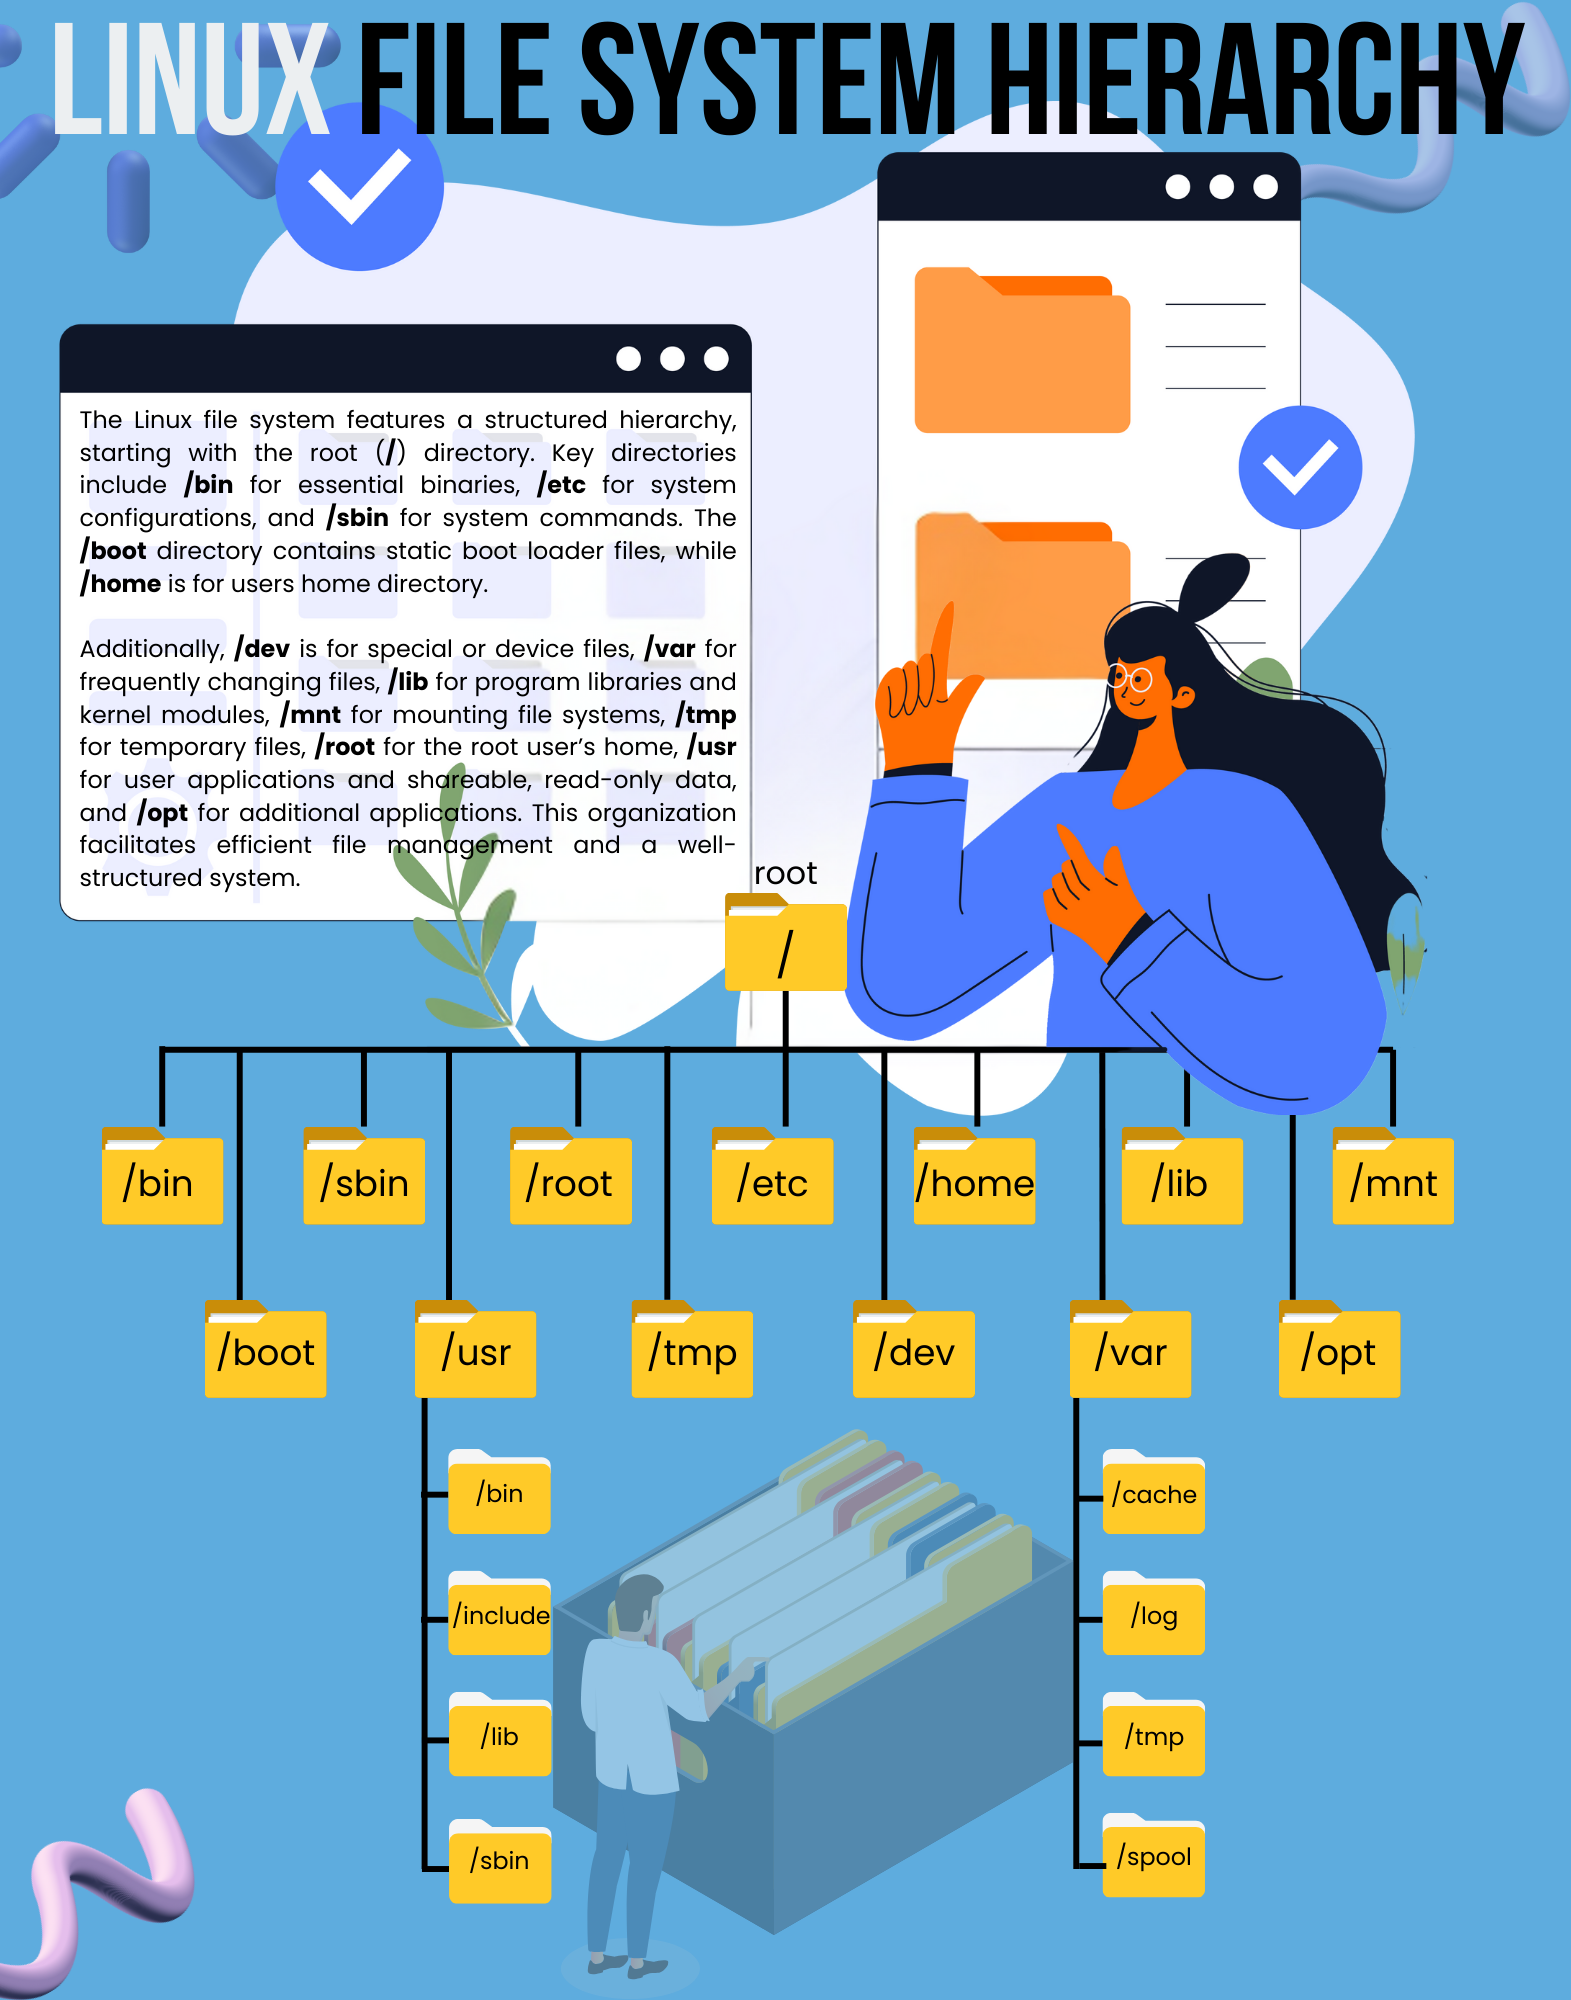 LINUX FILE SYSTEM HIERARCHY
The Linux file system features a structured hierarchy,
starting with the root (/) directory. Key directories
include /bin for essential binaries, /etc for system
configurations, and /sbin for system commands. The
/boot directory contains static boot loader files, while
/home is for users home directory.
Additionally, /dev is for special or device files, /var for
frequently changing files, /lib for program libraries and
kernel modules, /mnt for mounting file systems, /tmp
for temporary files, /root for the root user’s home, /usr
for user applications and shareable, read-only data,
and /opt for additional applications. This organization
facilitates efficient file management and a well-
structured system.
root
/
/bin /sbin /root /etc /home /lib /mnt
/boot /usr /tmp /dev /var /opt
/bin
/include
/lib
/sbin
/cache
/log
/tmp
/spool